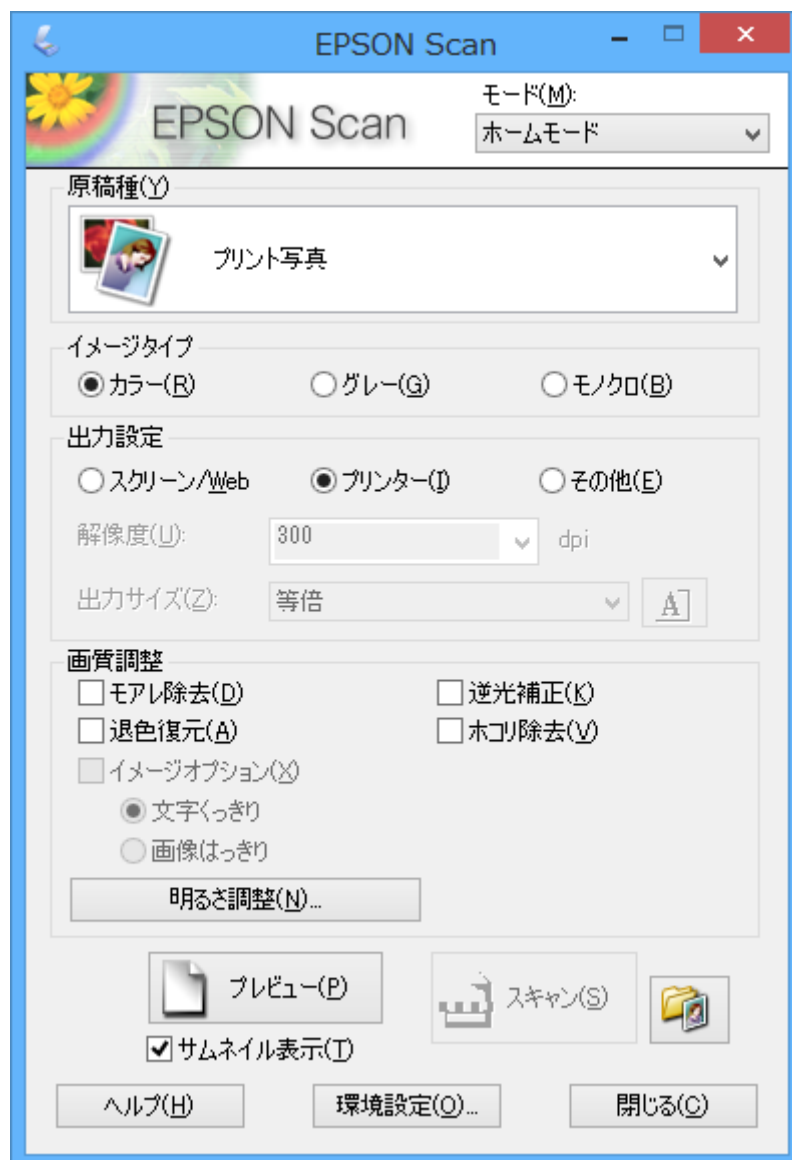 EPSON Scan
EPSON Scan
モード(M):
ホームモード
原稿種(Y)
プリント写真
イメージタイプ
カラー(R) グレー(G) モノクロ(B)
出力設定
スクリーン/Web プリンター(I) その他(E)
解像度(U): 300 dpi
出力サイズ(Z): 等倍 A
画質調整
モアレ除去(D) 逆光補正(K)
退色復元(A) ホコリ除去(V)
イメージオプション(X)
文字くっきり
画像はっきり
明るさ調整(N)...
プレビュー(P) スキャン(S)
サムネイル表示(T)
ヘルプ(H) 環境設定(O)... 閉じる(C)